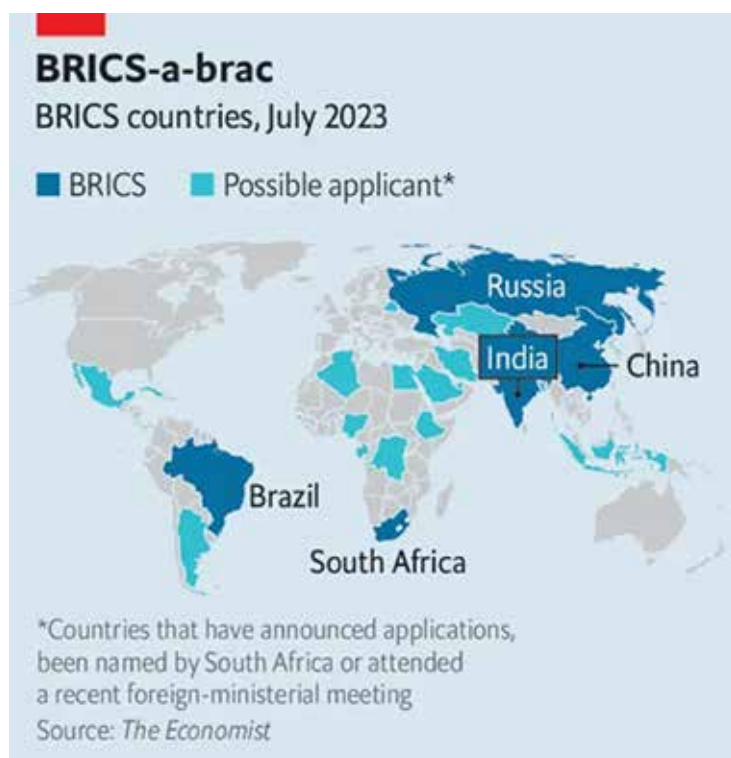 BRICS-a-brac
BRICS countries, July 2023
BRICS Possible applicant*
Russia
India
China
Brazil
South Africa
*Countries that have announced applications,
been named by South Africa or attended
a recent foreign-ministerial meeting
Source: The Economist